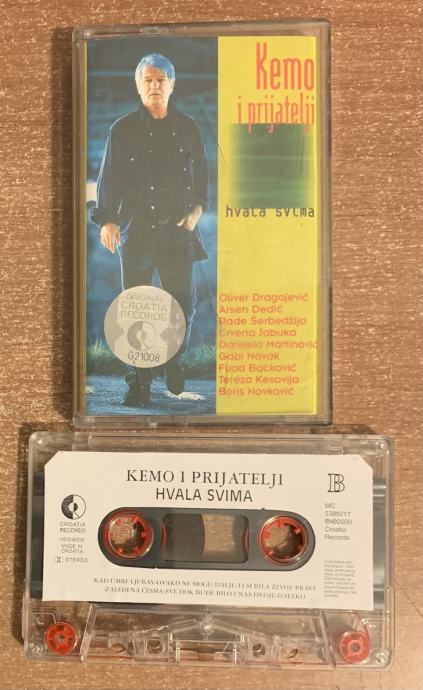 Kemo
i prijatelji
hvala svima
ORIGINAL
CROATIA
RECORDS
G21008
Oliver Dragojević
Arsen Dedić
Rade Šerbedžija
Crvena Jabuka
Danijela Martinović
Gabi Novak
Fuad Backović
Tereza Kesovija
Boris Novković
KEMO I PRIJATELJI
HVALA SVIMA
B
CROATIA
RECORDS
MADE IN
CROATIA
STEREO
MC
5389217
℗©2000
Croatia
Records
KAD UMRE LJUBAV-OVAKO NE MOGU DALJE-TI SI BILA ŽIVOT PRAVI
-ZALEĐENA ČESMA-SVE DOK BUDE BILO I NAS DVOJE-DALEKO